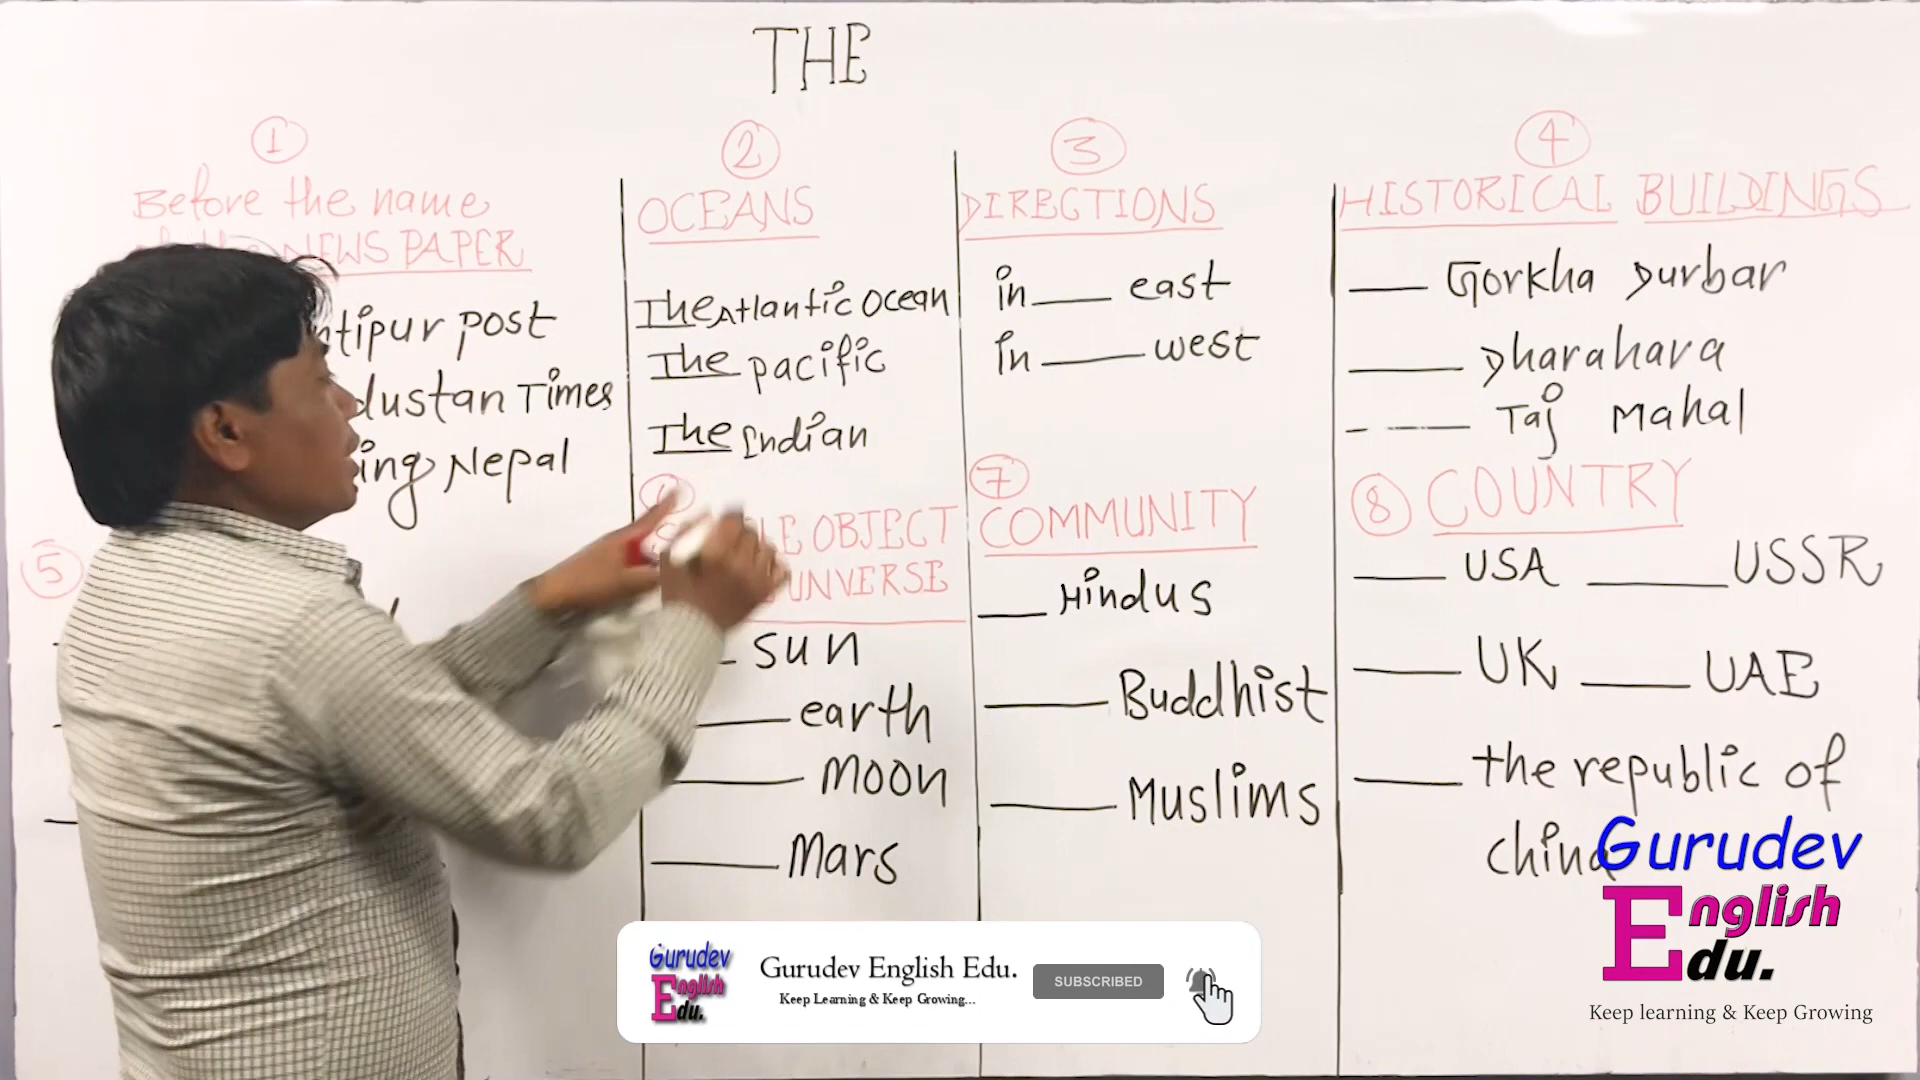 THE
1
Before the name
NEWS PAPER
ntipur post
dustan Times
ing Nepal
2
OCEANS
The Atlantic Ocean
The pacific
The Indian
3
DIRECTIONS
in ___ east
in ___ west
4
HISTORICAL BUILDINGS
___ Gorkha Durbar
___ Dharahara
___ Taj Mahal
5
OBJECT
UNVERSE
_ sun
___ earth
___ moon
___ Mars
7
COMMUNITY
___ Hindus
___ Buddhist
___ Muslims
8 COUNTRY
___ USA ___ USSR
___ UK ___ UAE
___ the republic of
china
Gurudev
English
Edu.
Keep learning & Keep Growing
Gurudev
English
Edu.
Gurudev English Edu.
Keep Learning & Keep Growing...
SUBSCRIBED